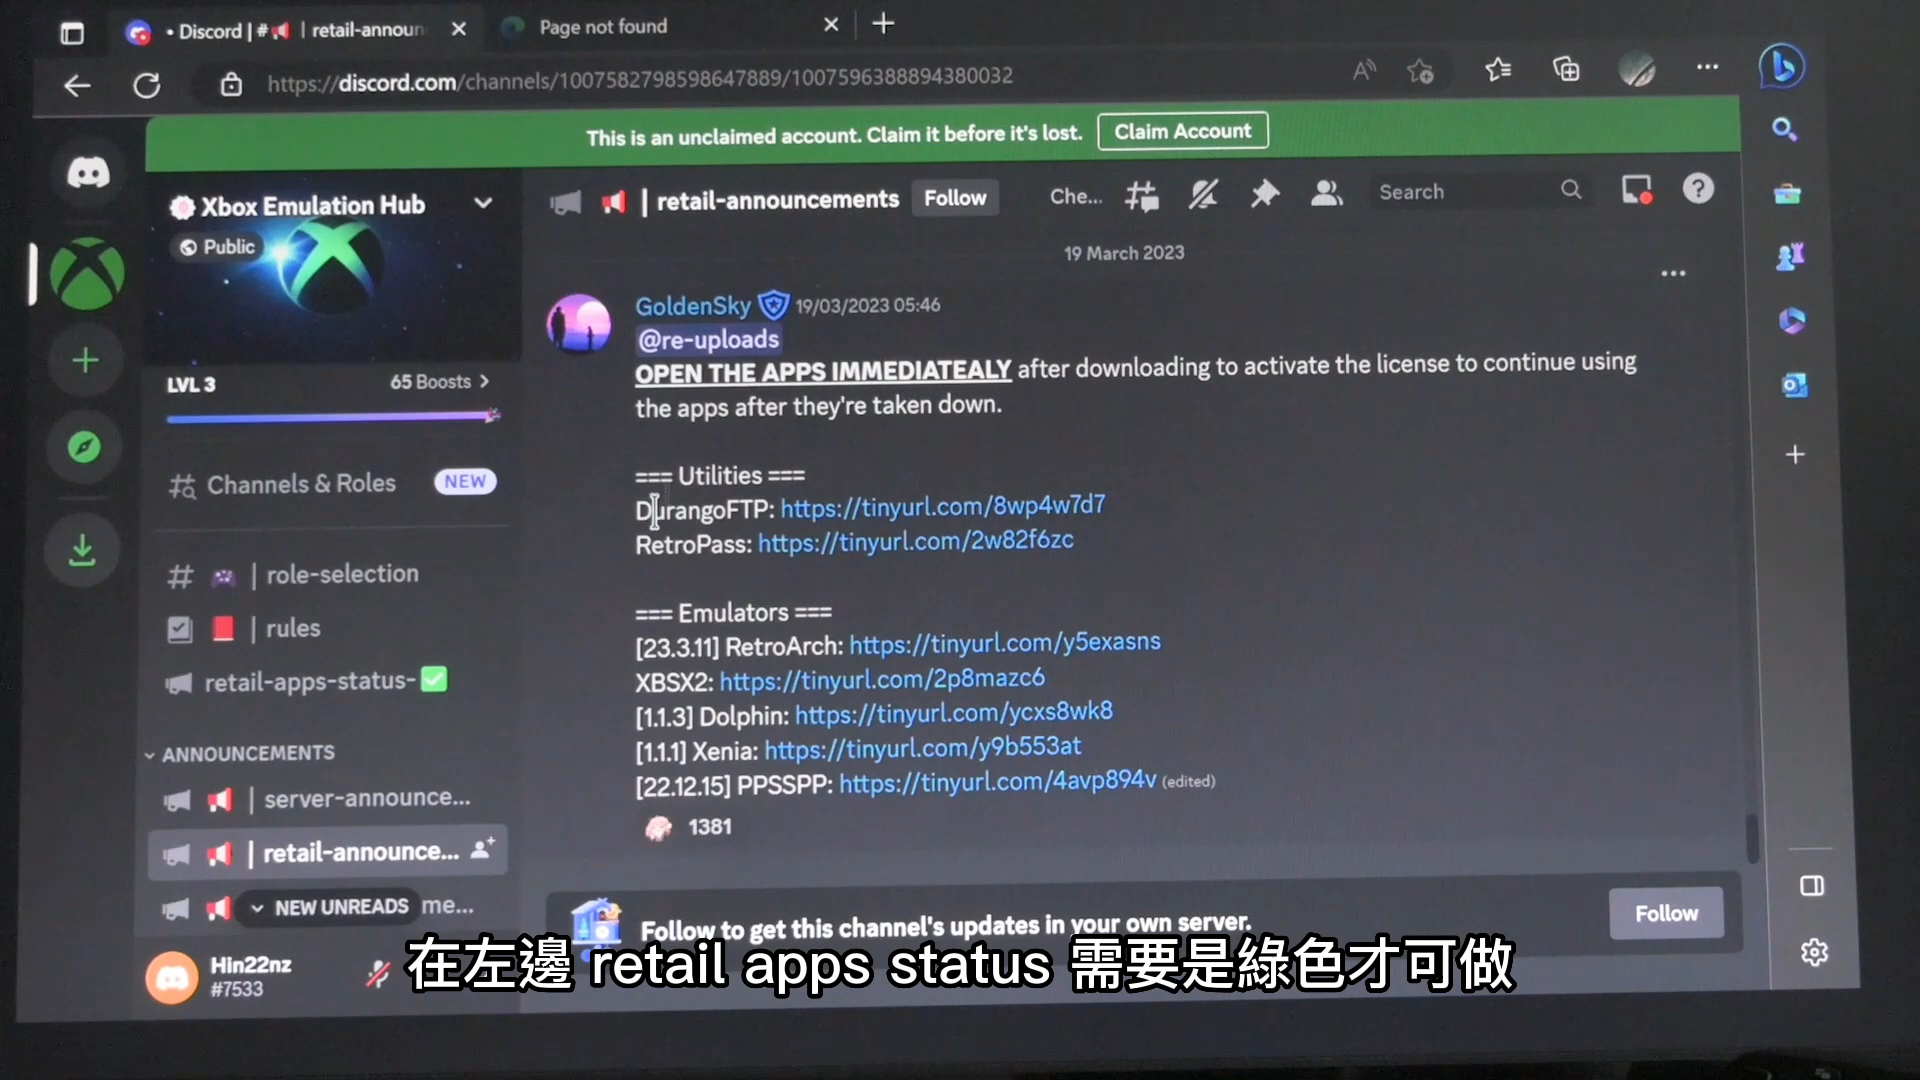 • Discord | # | retail-announ
Page not found
https://discord.com/channels/1007582798598647889/1007596388894380032
This is an unclaimed account. Claim it before it's lost.
Claim Account
Xbox Emulation Hub
Public
LVL 3
65 Boosts
Channels & Roles
NEW
| role-selection
| rules
retail-apps-status-
ANNOUNCEMENTS
| server-announce...
| retail-announce...
NEW UNREADS
me...
Hin22nz
#7533
| retail-announcements
Follow
Che...
Search
19 March 2023
GoldenSky 19/03/2023 05:46
@re-uploads
OPEN THE APPS IMMEDIATEALY after downloading to activate the license to continue using
the apps after they're taken down.
=== Utilities ===
DurangoFTP: https://tinyurl.com/8wp4w7d7
RetroPass: https://tinyurl.com/2w82f6zc
=== Emulators ===
[23.3.11] RetroArch: https://tinyurl.com/y5exasns
XBSX2: https://tinyurl.com/2p8mazc6
[1.1.3] Dolphin: https://tinyurl.com/ycxs8wk8
[1.1.1] Xenia: https://tinyurl.com/y9b553at
[22.12.15] PPSSPP: https://tinyurl.com/4avp894v (edited)
1381
Follow to get this channel's updates in your own server.
Follow
在左邊 retail apps status 需要是綠色才可做